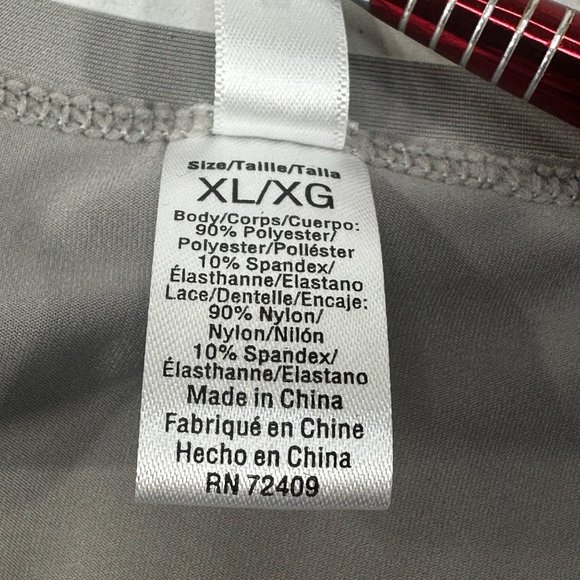 Size/Taille/Talla
XL/XG
Body/Corps/Cuerpo:
90% Polyester/
Polyester/Poliéster
10% Spandex/
Élasthanne/Elastano
Lace/Dentelle/Encaje:
90% Nylon/
Nylon/Nilón
10% Spandex/
Élasthanne/Elastano
Made in China
Fabriqué en Chine
Hecho en China
RN 72409